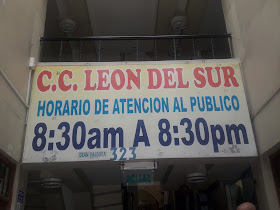 C.C. LEON DEL SUR
HORARIO DE ATENCION AL PUBLICO
8:30am A 8:30pm
323